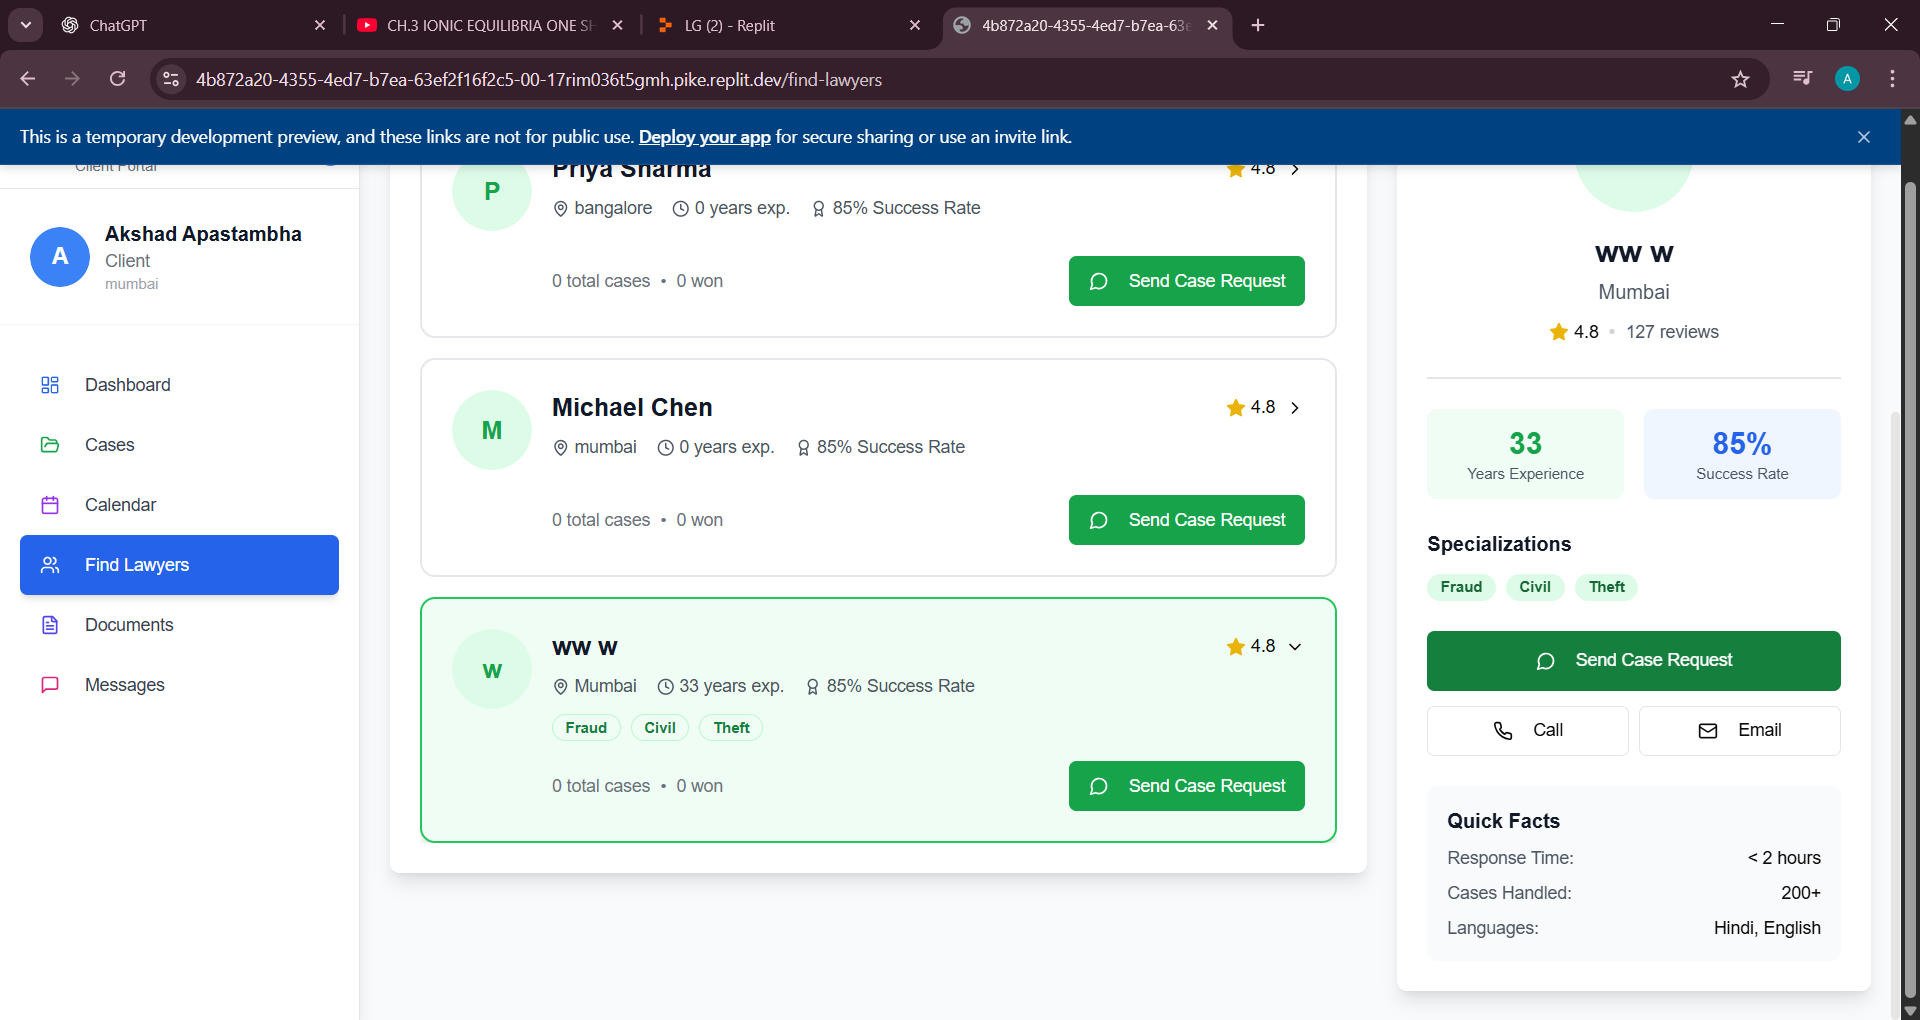 ChatGPT
CH.3 IONIC EQUILIBRIA ONE SH
LG (2) - Replit
4b872a20-4355-4ed7-b7ea-63e
4b872a20-4355-4ed7-b7ea-63ef2f16f2c5-00-17rim036t5gmh.pike.replit.dev/find-lawyers
A
This is a temporary development preview, and these links are not for public use. Deploy your app for secure sharing or use an invite link.
Client Portal
A
Akshad Apastambha
Client
mumbai
Dashboard
Cases
Calendar
Find Lawyers
Documents
Messages
P
Priya Sharma
4.8
bangalore 0 years exp. 85% Success Rate
0 total cases • 0 won
Send Case Request
M
Michael Chen
4.8
mumbai 0 years exp. 85% Success Rate
0 total cases • 0 won
Send Case Request
w
ww w
4.8
Mumbai 33 years exp. 85% Success Rate
Fraud Civil Theft
0 total cases • 0 won
Send Case Request
ww w
Mumbai
4.8 • 127 reviews
33
Years Experience
85%
Success Rate
Specializations
Fraud Civil Theft
Send Case Request
Call
Email
Quick Facts
Response Time: < 2 hours
Cases Handled: 200+
Languages: Hindi, English